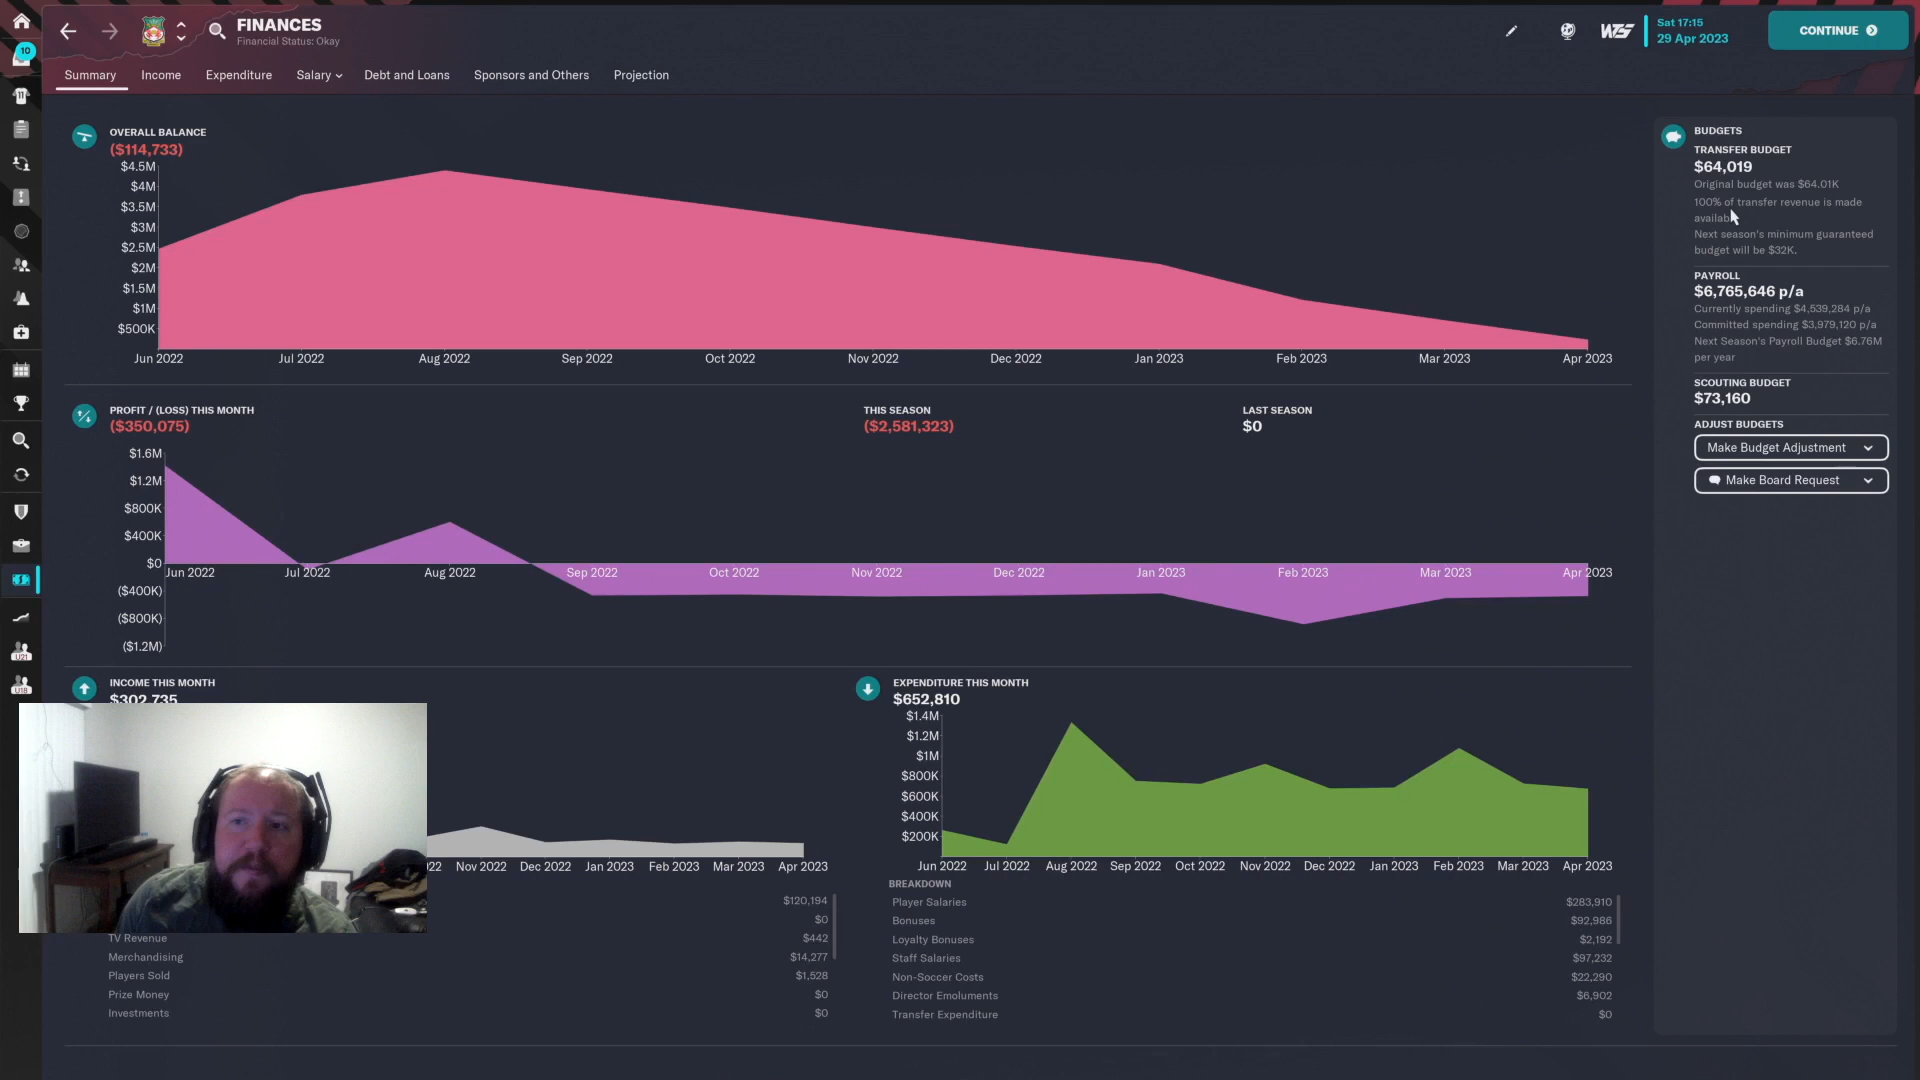 10
FINANCES
Financial Status: Okay
Sat 17:15
29 Apr 2023
CONTINUE
Summary
Income
Expenditure
Salary
Debt and Loans
Sponsors and Others
Projection
OVERALL BALANCE
($114,733)
$4.5M
$4M
$3.5M
$3M
$2.5M
$2M
$1.5M
$1M
$500K
Jun 2022 Jul 2022 Aug 2022 Sep 2022 Oct 2022 Nov 2022 Dec 2022 Jan 2023 Feb 2023 Mar 2023 Apr 2023
PROFIT / (LOSS) THIS MONTH
($350,075)
THIS SEASON
($2,581,323)
LAST SEASON
$0
$1.6M
$1.2M
$800K
$400K
$0
($400K)
($800K)
($1.2M)
Jun 2022 Jul 2022 Aug 2022 Sep 2022 Oct 2022 Nov 2022 Dec 2022 Jan 2023 Feb 2023 Mar 2023 Apr 2023
INCOME THIS MONTH
$302,735
22 Nov 2022 Dec 2022 Jan 2023 Feb 2023 Mar 2023 Apr 2023
$120,194
$0
TV Revenue $442
Merchandising $14,277
Players Sold $1,528
Prize Money $0
Investments $0
EXPENDITURE THIS MONTH
$652,810
$1.4M
$1.2M
$1M
$800K
$600K
$400K
$200K
Jun 2022 Jul 2022 Aug 2022 Sep 2022 Oct 2022 Nov 2022 Dec 2022 Jan 2023 Feb 2023 Mar 2023 Apr 2023
BREAKDOWN
Player Salaries $283,910
Bonuses $92,986
Loyalty Bonuses $2,192
Staff Salaries $97,232
Non-Soccer Costs $22,290
Director Emoluments $6,902
Transfer Expenditure $0
BUDGETS
TRANSFER BUDGET
$64,019
Original budget was $64.01K
100% of transfer revenue is made
Next season's minimum guaranteed
budget will be $32K.
PAYROLL
$6,765,646 p/a
Currently spending $4,539,284 p/a
Committed spending $3,979,120 p/a
Next Season's Payroll Budget $6.76M
per year
SCOUTING BUDGET
$73,160
ADJUST BUDGETS
Make Budget Adjustment
Make Board Request
U21
U18